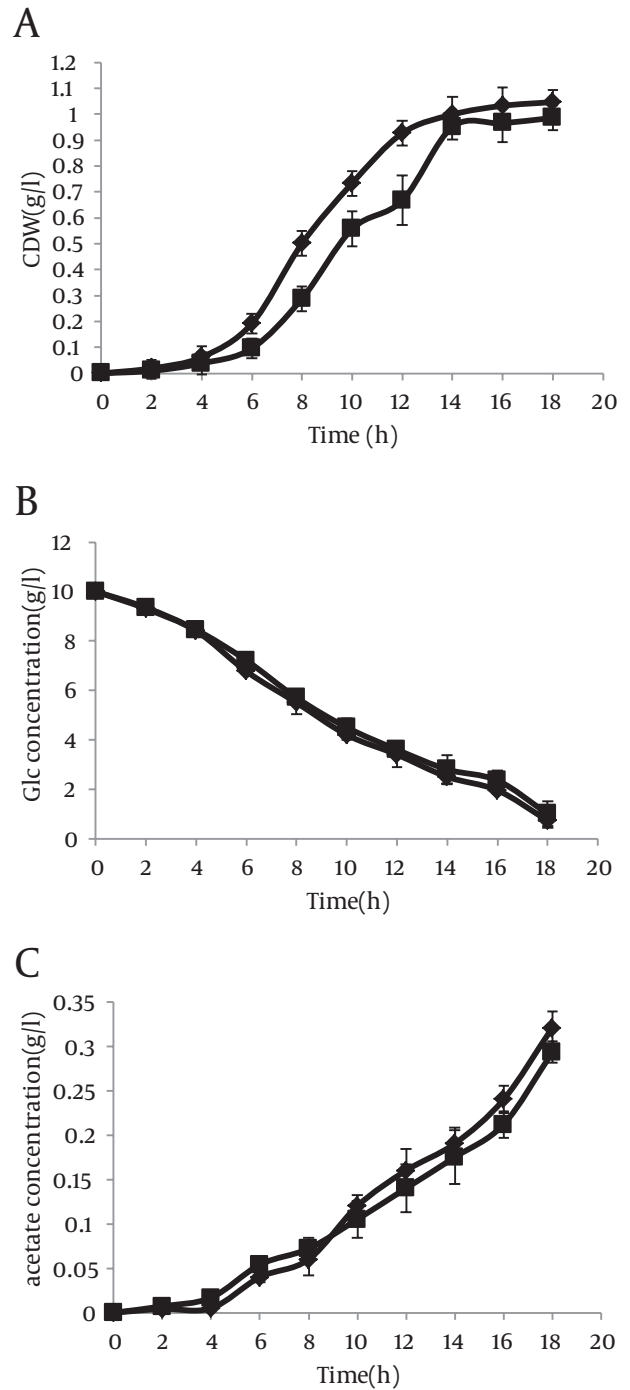 A
1.2
1.1
1
0.9
0.8
0.7
0.6
0.5
0.4
0.3
0.2
0.1
0
CDW(g/l)
0 2 4 6 8 10 12 14 16 18 20
Time (h)
B
12
10
8
6
4
2
0
Glc concentration(g/l)
0 2 4 6 8 10 12 14 16 18 20
Time(h)
C
0.35
0.3
0.25
0.2
0.15
0.1
0.05
0
acetate concentration(g/l)
0 2 4 6 8 10 12 14 16 18 20
Time(h)